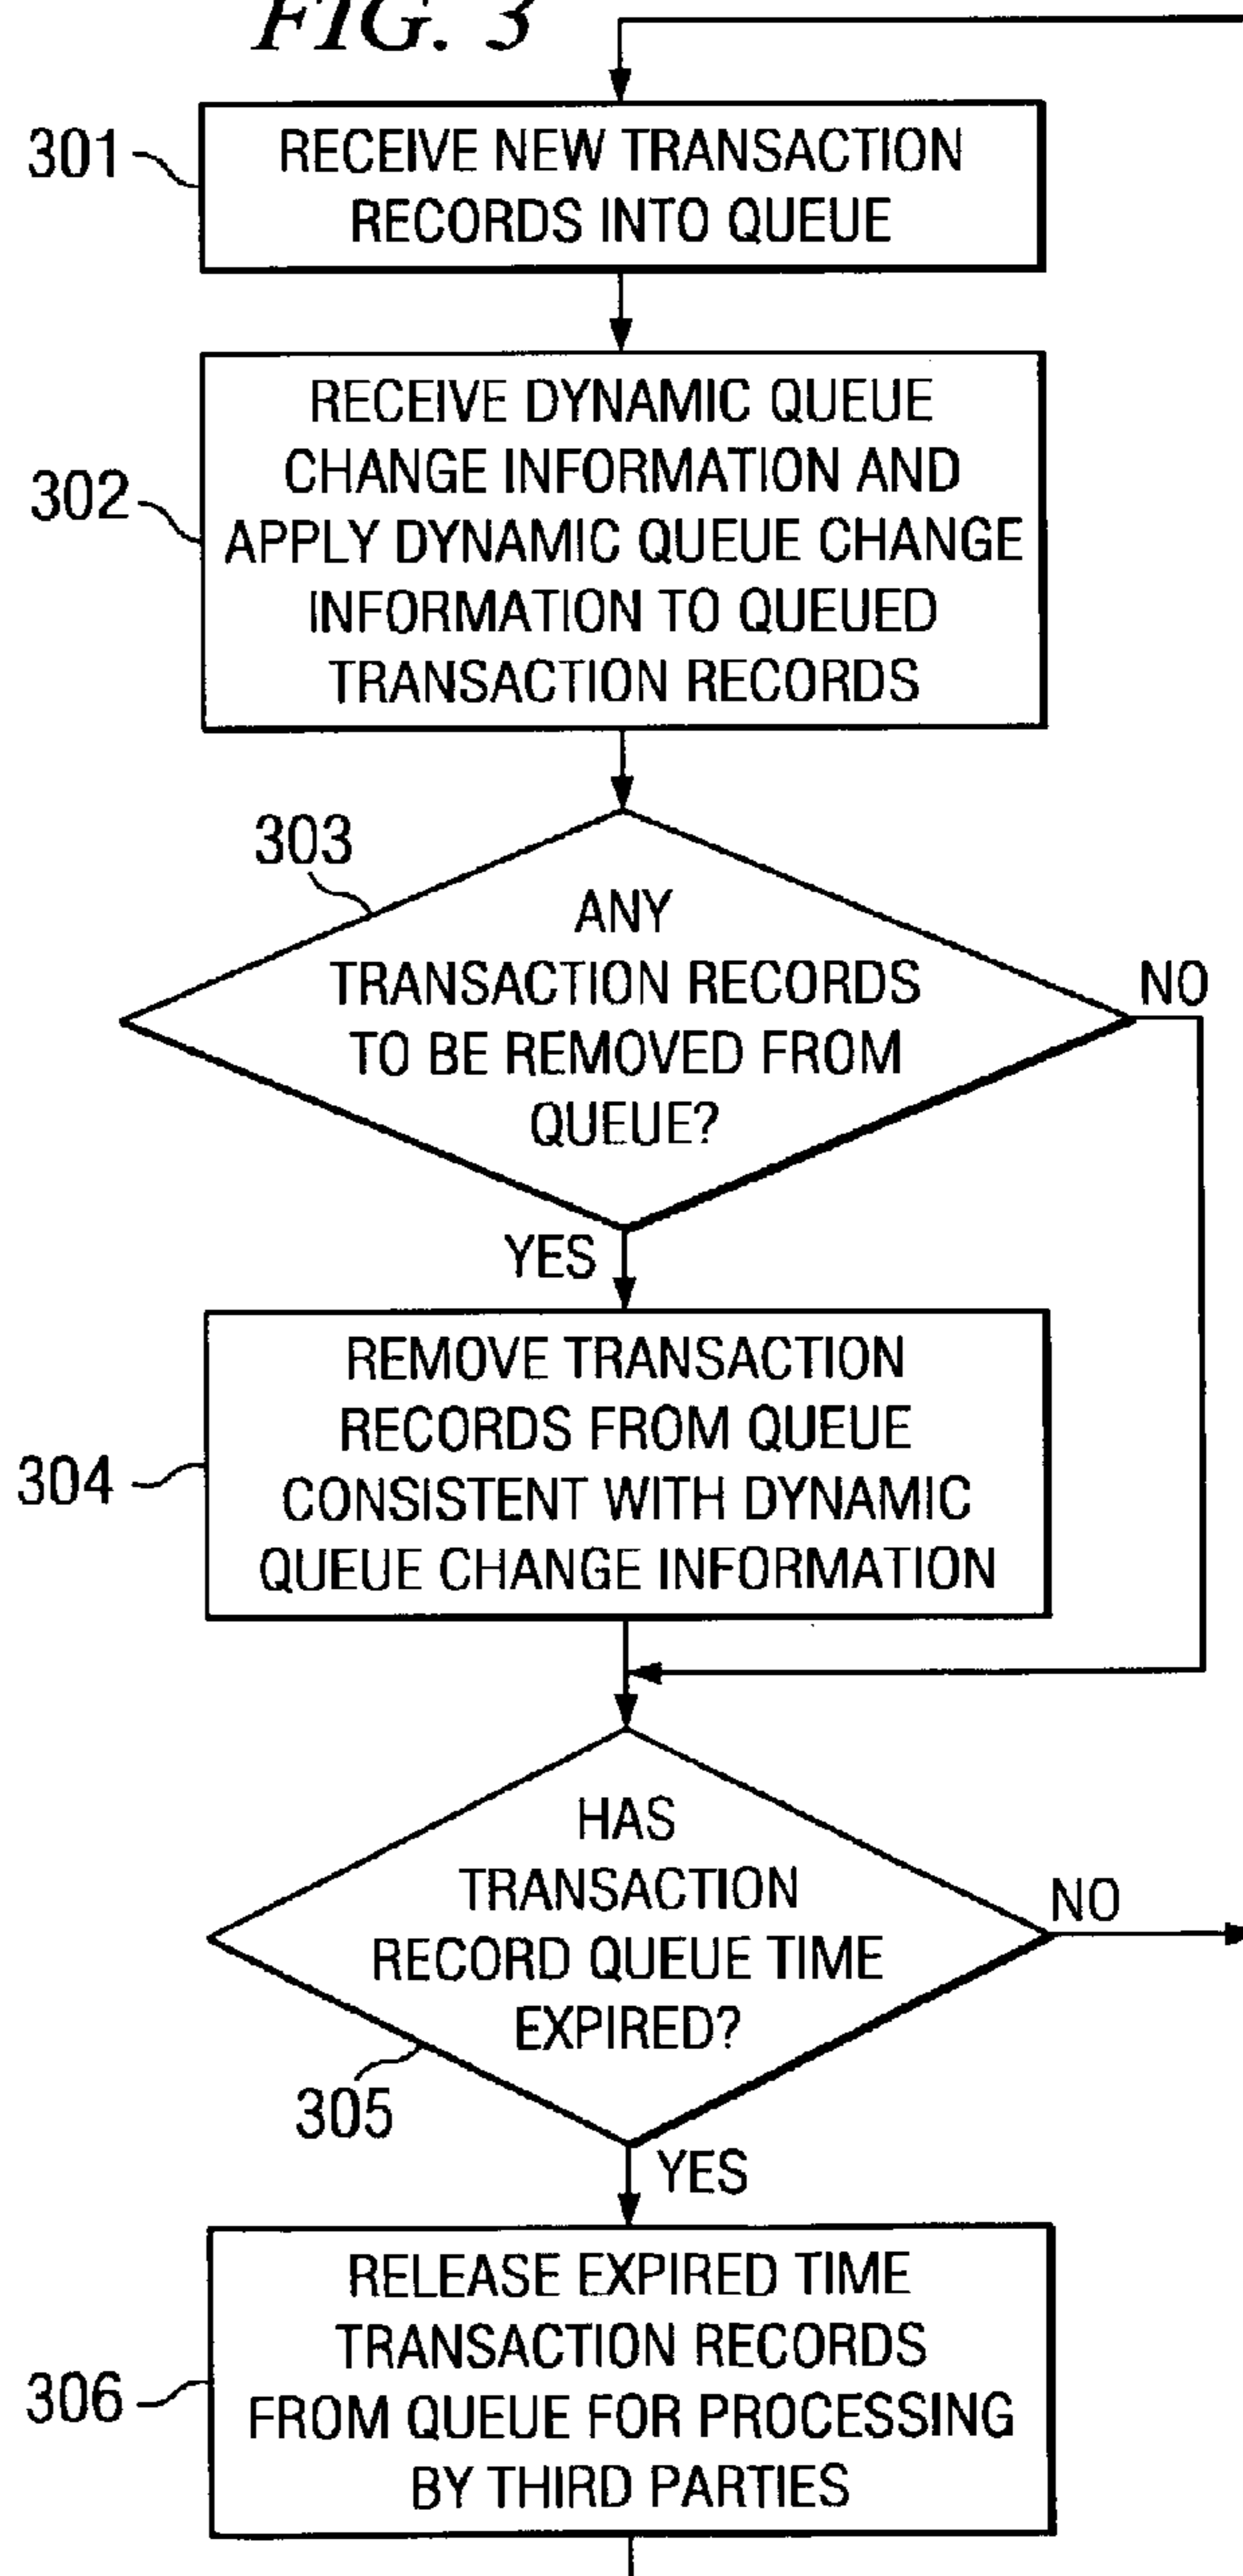 FIG. 3
301
RECEIVE NEW TRANSACTION
RECORDS INTO QUEUE
302
RECEIVE DYNAMIC QUEUE
CHANGE INFORMATION AND
APPLY DYNAMIC QUEUE CHANGE
INFORMATION TO QUEUED
TRANSACTION RECORDS
303
ANY
TRANSACTION RECORDS
TO BE REMOVED FROM
QUEUE?
NO
YES
304
REMOVE TRANSACTION
RECORDS FROM QUEUE
CONSISTENT WITH DYNAMIC
QUEUE CHANGE INFORMATION
HAS
TRANSACTION
RECORD QUEUE TIME
EXPIRED?
NO
305
YES
306
RELEASE EXPIRED TIME
TRANSACTION RECORDS
FROM QUEUE FOR PROCESSING
BY THIRD PARTIES